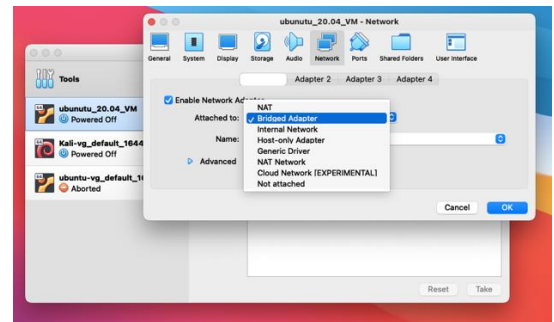 ubunutu_20.04_VM - Network
General System Display Storage Audio Network Ports Shared Folders User Interface
Tools
Adapter 2 Adapter 3 Adapter 4
ubunutu_20.04_VM
Powered Off
Enable Network
Attached to:
NAT
Bridged Adapter
Internal Network
Host-only Adapter
Generic Driver
NAT Network
Cloud Network [EXPERIMENTAL]
Not attached
Name:
Advanced
Kali-vg_default_1644
Powered Off
ubuntu-vg_default_1
Aborted
Cancel OK
Reset Take